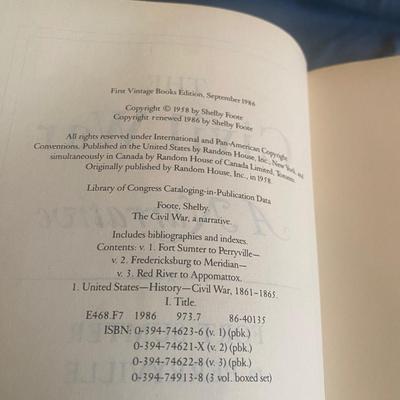 First Vintage Books Edition, September 1986
Copyright © 1958 by Shelby Foote
Copyright renewed 1986 by Shelby Foote
All rights reserved under International and Pan-American Copyright
Conventions. Published in the United States by Random House, Inc., New York, and
simultaneously in Canada by Random House of Canada Limited, Toronto.
Originally published by Random House, Inc., in 1958.
Library of Congress Cataloging-in-Publication Data
Foote, Shelby.
The Civil War, a narrative.
Includes bibliographies and indexes.
Contents: v. 1. Fort Sumter to Perryville—
v. 2. Fredericksburg to Meridian—
v. 3. Red River to Appomattox.
1. United States—History—Civil War, 1861-1865.
I. Title.
E468.F7 1986 973.7 86-40135
ISBN: 0-394-74623-6 (v. 1) (pbk.)
0-394-74621-X (v. 2) (pbk.)
0-394-74622-8 (v. 3) (pbk.)
0-394-74913-8 (3 vol. boxed set)